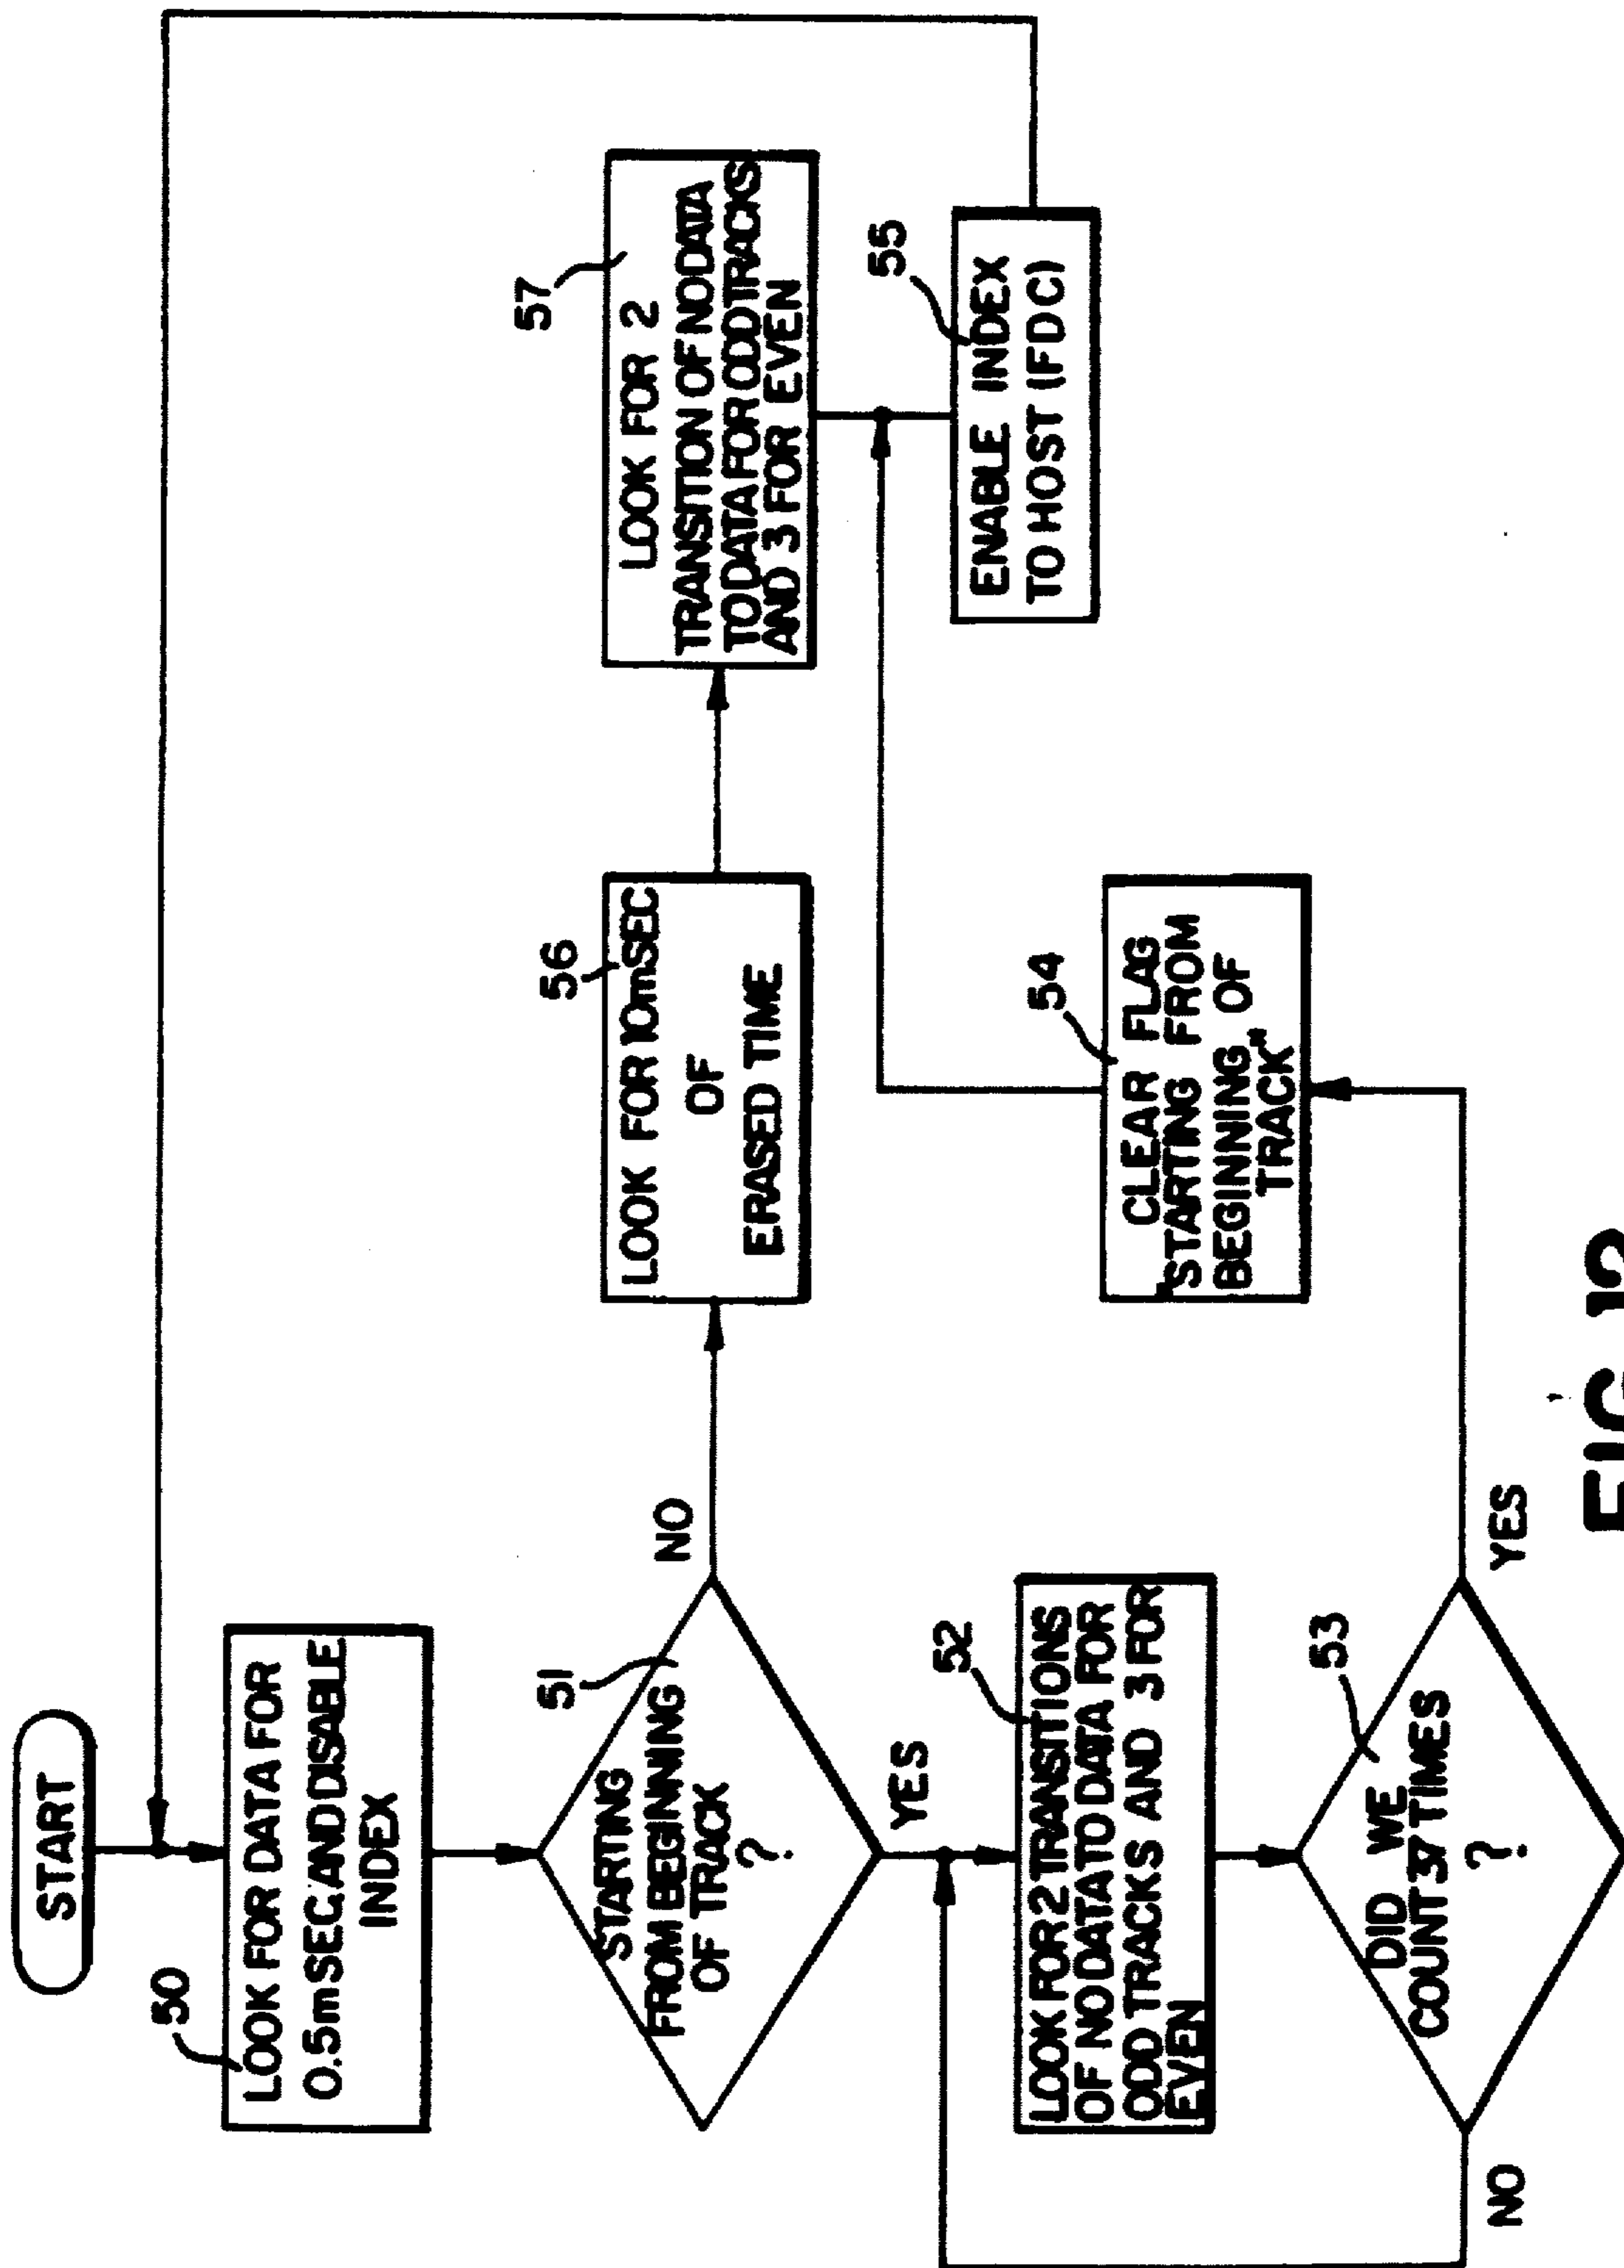 START
50
LOOK FOR DATA FOR
0.5mSEC.AND DISABLE
INDEX
51
STARTING
FROM BEGINNING
OF TRACK
?
NO
YES
56
LOOK FOR 10mSEC
OF
ERASED TIME
57
LOOK FOR 2
TRANSITION OF NO DATA
TO DATA FOR ODD TRACKS
AND 3 FOR EVEN
52
LOOK FOR 2 TRANSITIONS
OF NO DATA TO DATA FOR
ODD TRACKS AND 3 FOR
EVEN
53
DID WE
COUNT 37 TIMES
?
NO
YES
54
CLEAR FLAG
"STARTING FROM
BEGINNING OF
TRACK"
55
ENABLE INDEX
TO HOST (FDC)